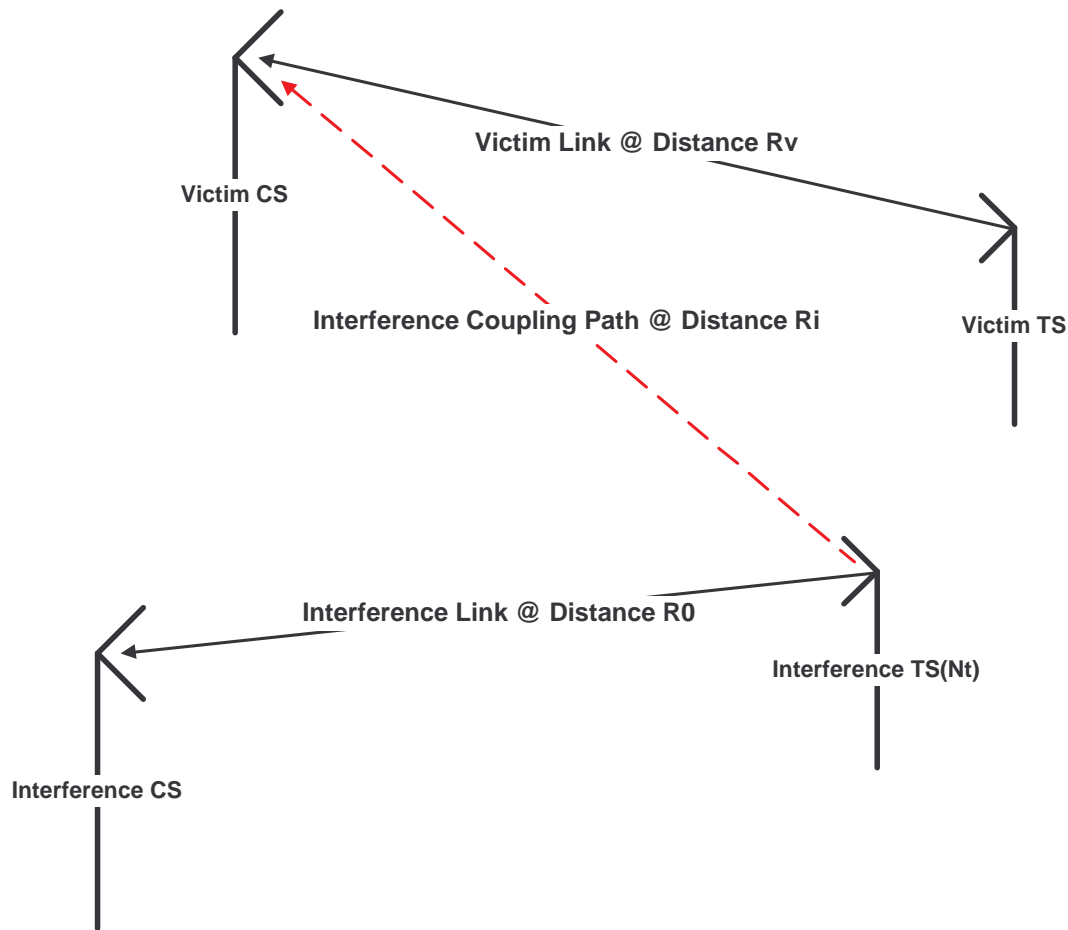 Victim Link @ Distance Rv
Victim CS
Interference Coupling Path @ Distance Ri
Victim TS
Interference Link @ Distance R0
Interference TS(Nt)
Interference CS